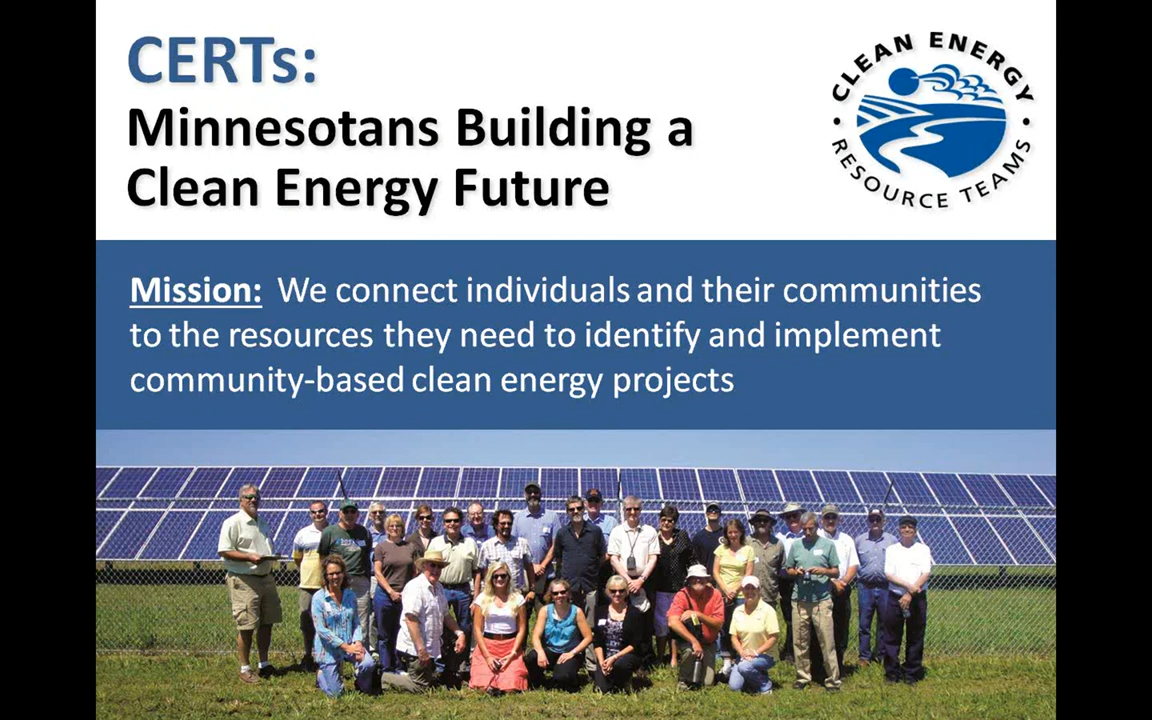 CERTs:
Minnesotans Building a
Clean Energy Future
CLEAN ENERGY
• RESOURCE TEAMS •
Mission: We connect individuals and their communities
to the resources they need to identify and implement
community-based clean energy projects